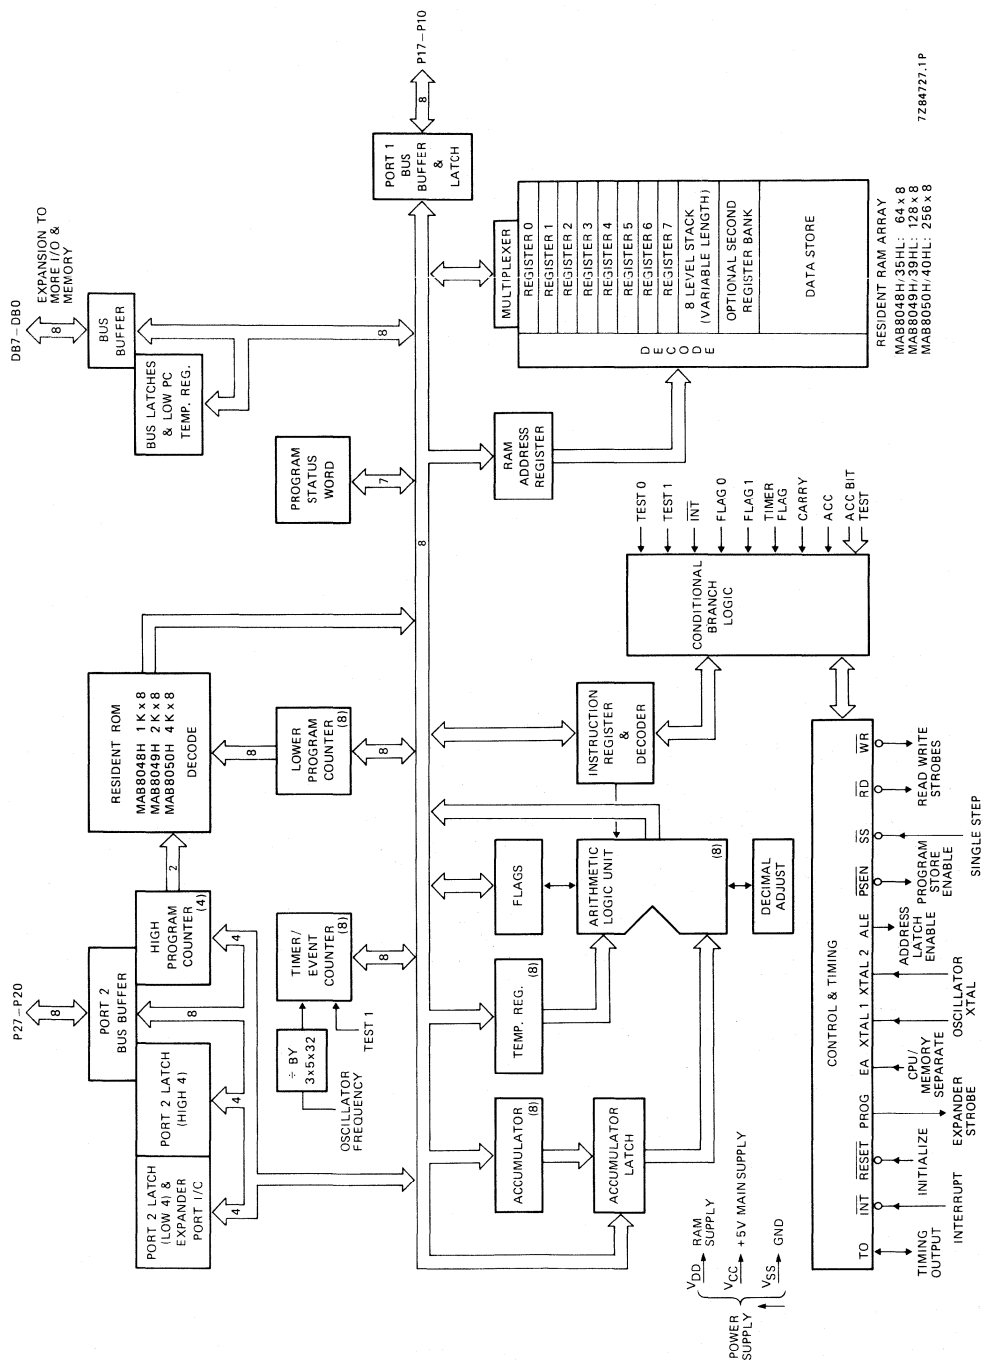 P27–P20
8
PORT 2
BUS BUFFER
PORT 2 LATCH
(LOW 4) &
EXPANDER
PORT I/C
PORT 2 LATCH
(HIGH 4)
HIGH
PROGRAM
COUNTER
(4)
2
4
4
8
4
RESIDENT ROM
MAB8048H 1 K x 8
MAB8049H 2 K x 8
MAB8050H 4 K x 8
DECODE
8
LOWER
PROGRAM
COUNTER
(8)
8
÷ BY
3x5x32
OSCILLATOR
FREQUENCY
TEST 1
TIMER/
EVENT
COUNTER
(8)
8
PROGRAM
STATUS
WORD
7
DB7–DB0
8
EXPANSION TO
MORE I/O &
MEMORY
BUS
BUFFER
BUS LATCHES
& LOW PC
TEMP. REG.
8
8
PORT 1
BUS
BUFFER
&
LATCH
8
P17–P10
ACCUMULATOR
(8)
ACCUMULATOR
LATCH
TEMP. REG.
(8)
FLAGS
ARITHMETIC
LOGIC UNIT
(8)
DECIMAL
ADJUST
INSTRUCTION
REGISTER
&
DECODER
RAM
ADDRESS
REGISTER
MULTIPLEXER
DECODE
REGISTER 0
REGISTER 1
REGISTER 2
REGISTER 3
REGISTER 4
REGISTER 5
REGISTER 6
REGISTER 7
8 LEVEL STACK
(VARIABLE LENGTH)
OPTIONAL SECOND
REGISTER BANK
DATA STORE
RESIDENT RAM ARRAY
MAB8048H/35HL: 64 x 8
MAB8049H/39HL: 128 x 8
MAB8050H/40HL: 256 x 8
CONDITIONAL
BRANCH
LOGIC
TEST 0
TEST 1
INT
FLAG 0
FLAG 1
TIMER
FLAG
CARRY
ACC
ACC BIT
TEST
POWER
SUPPLY
VDD
RAM
SUPPLY
VCC
+5V MAIN SUPPLY
VSS
GND
CONTROL & TIMING
TO
INT
RESET
PROG
EA
XTAL 1
XTAL 2
ALE
PSEN
SS
RD
WR
TIMING
OUTPUT
INTERRUPT
INITIALIZE
EXPANDER
STROBE
CPU/
MEMORY
SEPARATE
OSCILLATOR
XTAL
ADDRESS
LATCH
ENABLE
PROGRAM
STORE
ENABLE
SINGLE STEP
READ WRITE
STROBES
7Z84727.1P